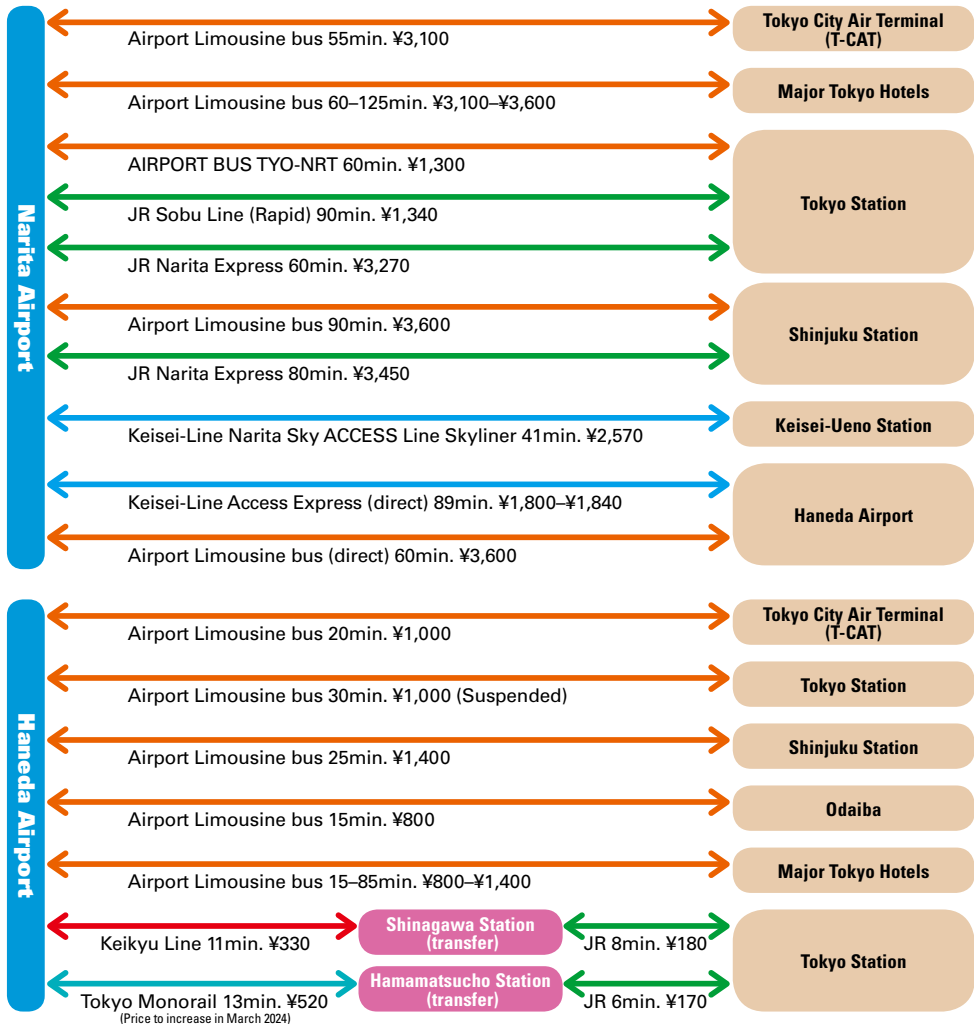 Narita Airport
Airport Limousine bus 55min. ¥3,100
Tokyo City Air Terminal
(T-CAT)
Airport Limousine bus 60–125min. ¥3,100–¥3,600
Major Tokyo Hotels
AIRPORT BUS TYO-NRT 60min. ¥1,300
JR Sobu Line (Rapid) 90min. ¥1,340
Tokyo Station
JR Narita Express 60min. ¥3,270
Airport Limousine bus 90min. ¥3,600
Shinjuku Station
JR Narita Express 80min. ¥3,450
Keisei-Line Narita Sky ACCESS Line Skyliner 41min. ¥2,570
Keisei-Ueno Station
Keisei-Line Access Express (direct) 89min. ¥1,800–¥1,840
Haneda Airport
Airport Limousine bus (direct) 60min. ¥3,600
Haneda Airport
Airport Limousine bus 20min. ¥1,000
Tokyo City Air Terminal
(T-CAT)
Airport Limousine bus 30min. ¥1,000 (Suspended)
Tokyo Station
Airport Limousine bus 25min. ¥1,400
Shinjuku Station
Airport Limousine bus 15min. ¥800
Odaiba
Airport Limousine bus 15–85min. ¥800–¥1,400
Major Tokyo Hotels
Keikyu Line 11min. ¥330
Shinagawa Station
(transfer)
JR 8min. ¥180
Tokyo Station
Tokyo Monorail 13min. ¥520
(Price to increase in March 2024)
Hamamatsucho Station
(transfer)
JR 6min. ¥170